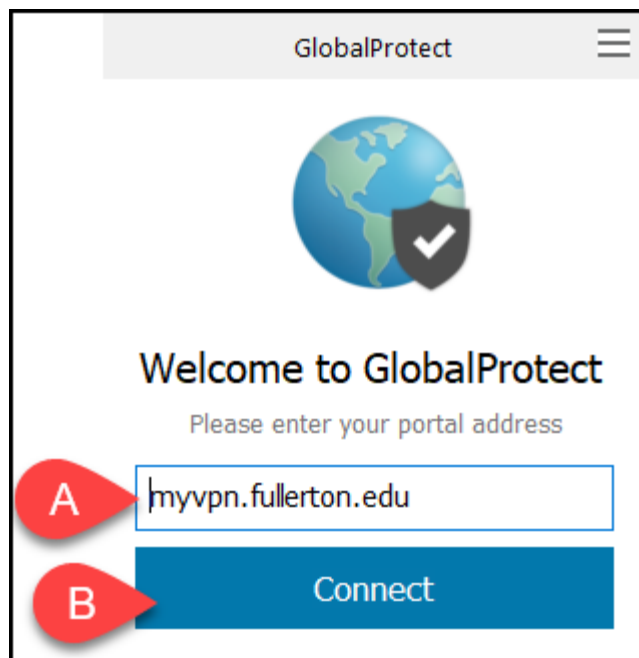 GlobalProtect
Welcome to GlobalProtect
Please enter your portal address
A
myvpn.fullerton.edu
B
Connect